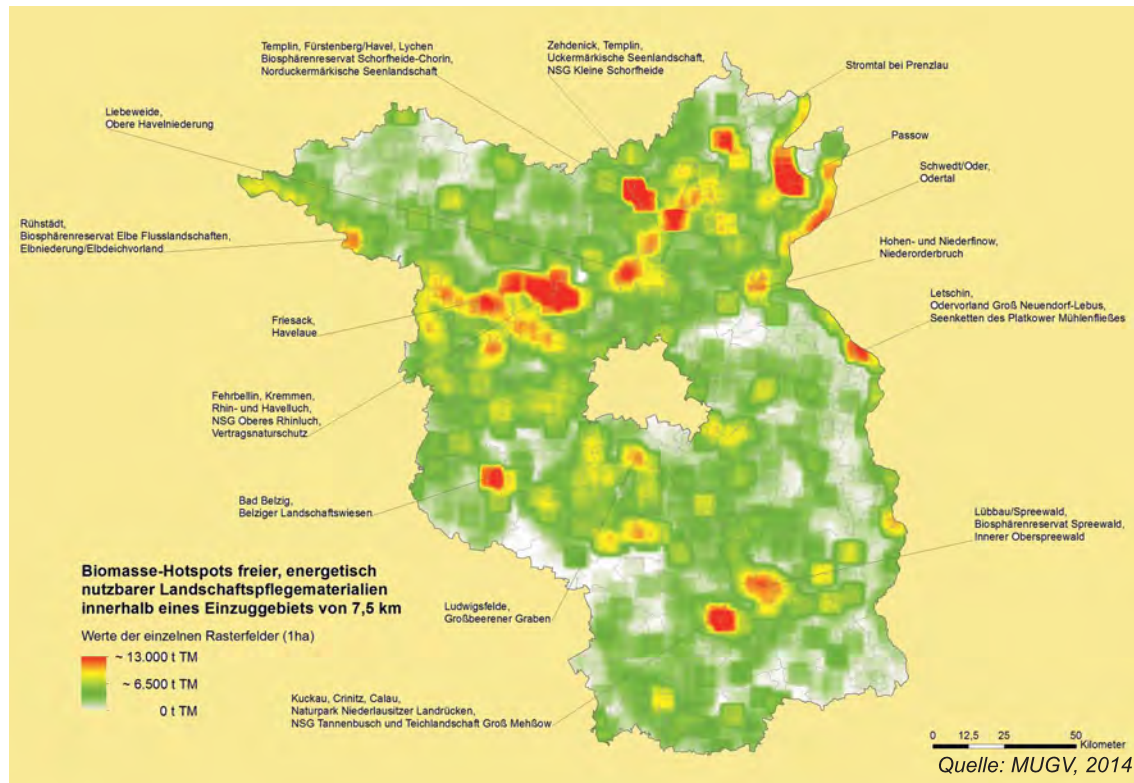 Templin, Fürstenberg/Havel, Lychen
Biosphärenreservat Schorfheide-Chorin,
Norduckermärkische Seenlandschaft
Zehdenick, Templin,
Uckermärkische Seenlandschaft,
NSG Kleine Schorfheide
Stromtal bei Prenzlau
Liebeweide,
Obere Havelniederung
Passow
Schwedt/Oder,
Odertal
Rühstädt,
Biosphärenreservat Elbe Flusslandschaften,
Elbniederung/Elbdeichvorland
Hohen- und Niederfinow,
Niederorderbruch
Letschin,
Odervorland Groß Neuendorf-Lebus,
Seenketten des Platkower Mühlenfließes
Friesack,
Havelaue
Fehrbellin, Kremmen,
Rhin- und Havelluch,
NSG Oberes Rhinluch,
Vertragsnaturschutz
Bad Belzig,
Belziger Landschaftswiesen
Lübbau/Spreewald,
Biosphärenreservat Spreewald,
Innerer Oberspreewald
Biomasse-Hotspots freier, energetisch
nutzbarer Landschaftspflegematerialien
innerhalb eines Einzuggebiets von 7,5 km
Werte der einzelnen Rasterfelder (1ha)
~ 13.000 t TM
~ 6.500 t TM
0 t TM
Ludwigsfelde,
Großbeerener Graben
Kuckau, Crinitz, Calau,
Naturpark Niederlausitzer Landrücken,
NSG Tannenbusch und Teichlandschaft Groß Mehßow
0 12,5 25 50
Kilometer
Quelle: MUGV, 2014